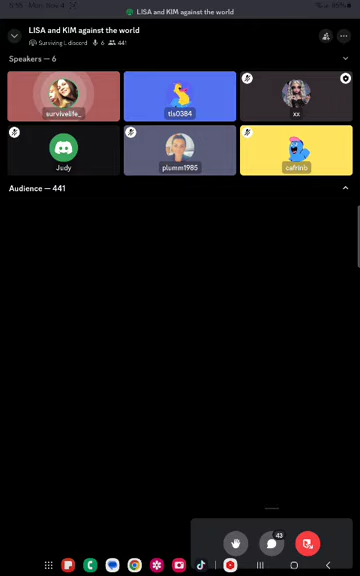 LISA and KIM against the world
LISA and KIM against the world
Surviving L discord 6 441
Speakers — 6
survivelife_
tls0384
xx
Judy
plumm1985
cafrinb
Audience — 441
43